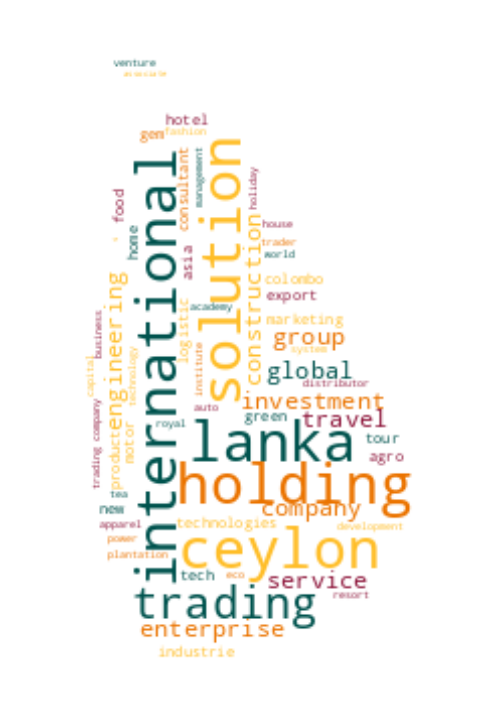 venture
associate
hotel
gem
fashion
international
solution
consultant
management
holiday
food
home
asia
house
trader
world
construction
colombo
export
academy
logistic
marketing
group
system
engineering
business
technology
capital
global
distributor
institute
investment
auto
green
travel
royal
motor
product
trading company
lanka
tour
agro
holding
tea
new
company
apparel
technologies
development
power
plantation
ceylon
tech
eco
service
resort
trading
enterprise
industrie